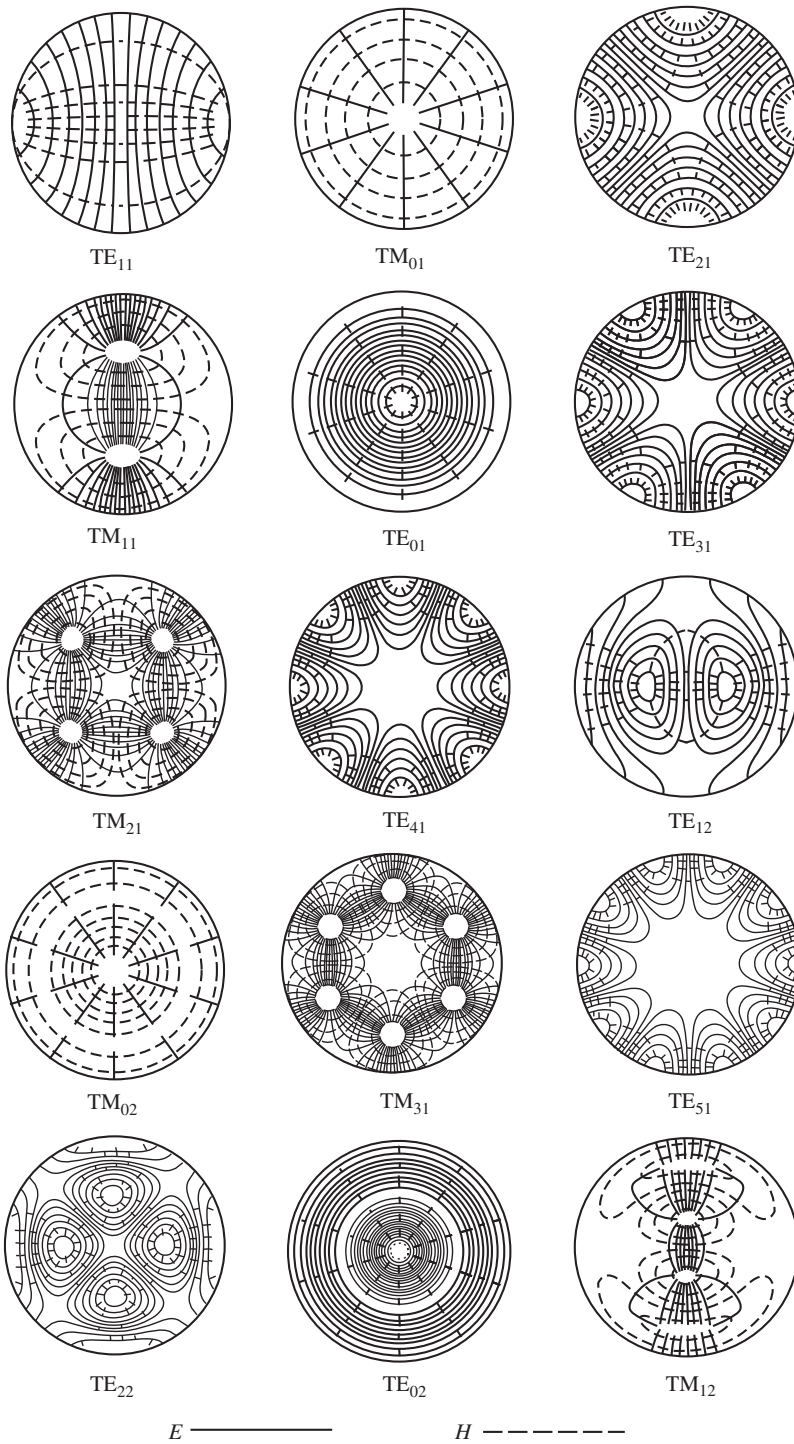 TE₁₁ TM₀₁ TE₂₁
TM₁₁ TE₀₁ TE₃₁
TM₂₁ TE₄₁ TE₁₂
TM₀₂ TM₃₁ TE₅₁
TE₂₂ TE₀₂ TM₁₂
E H